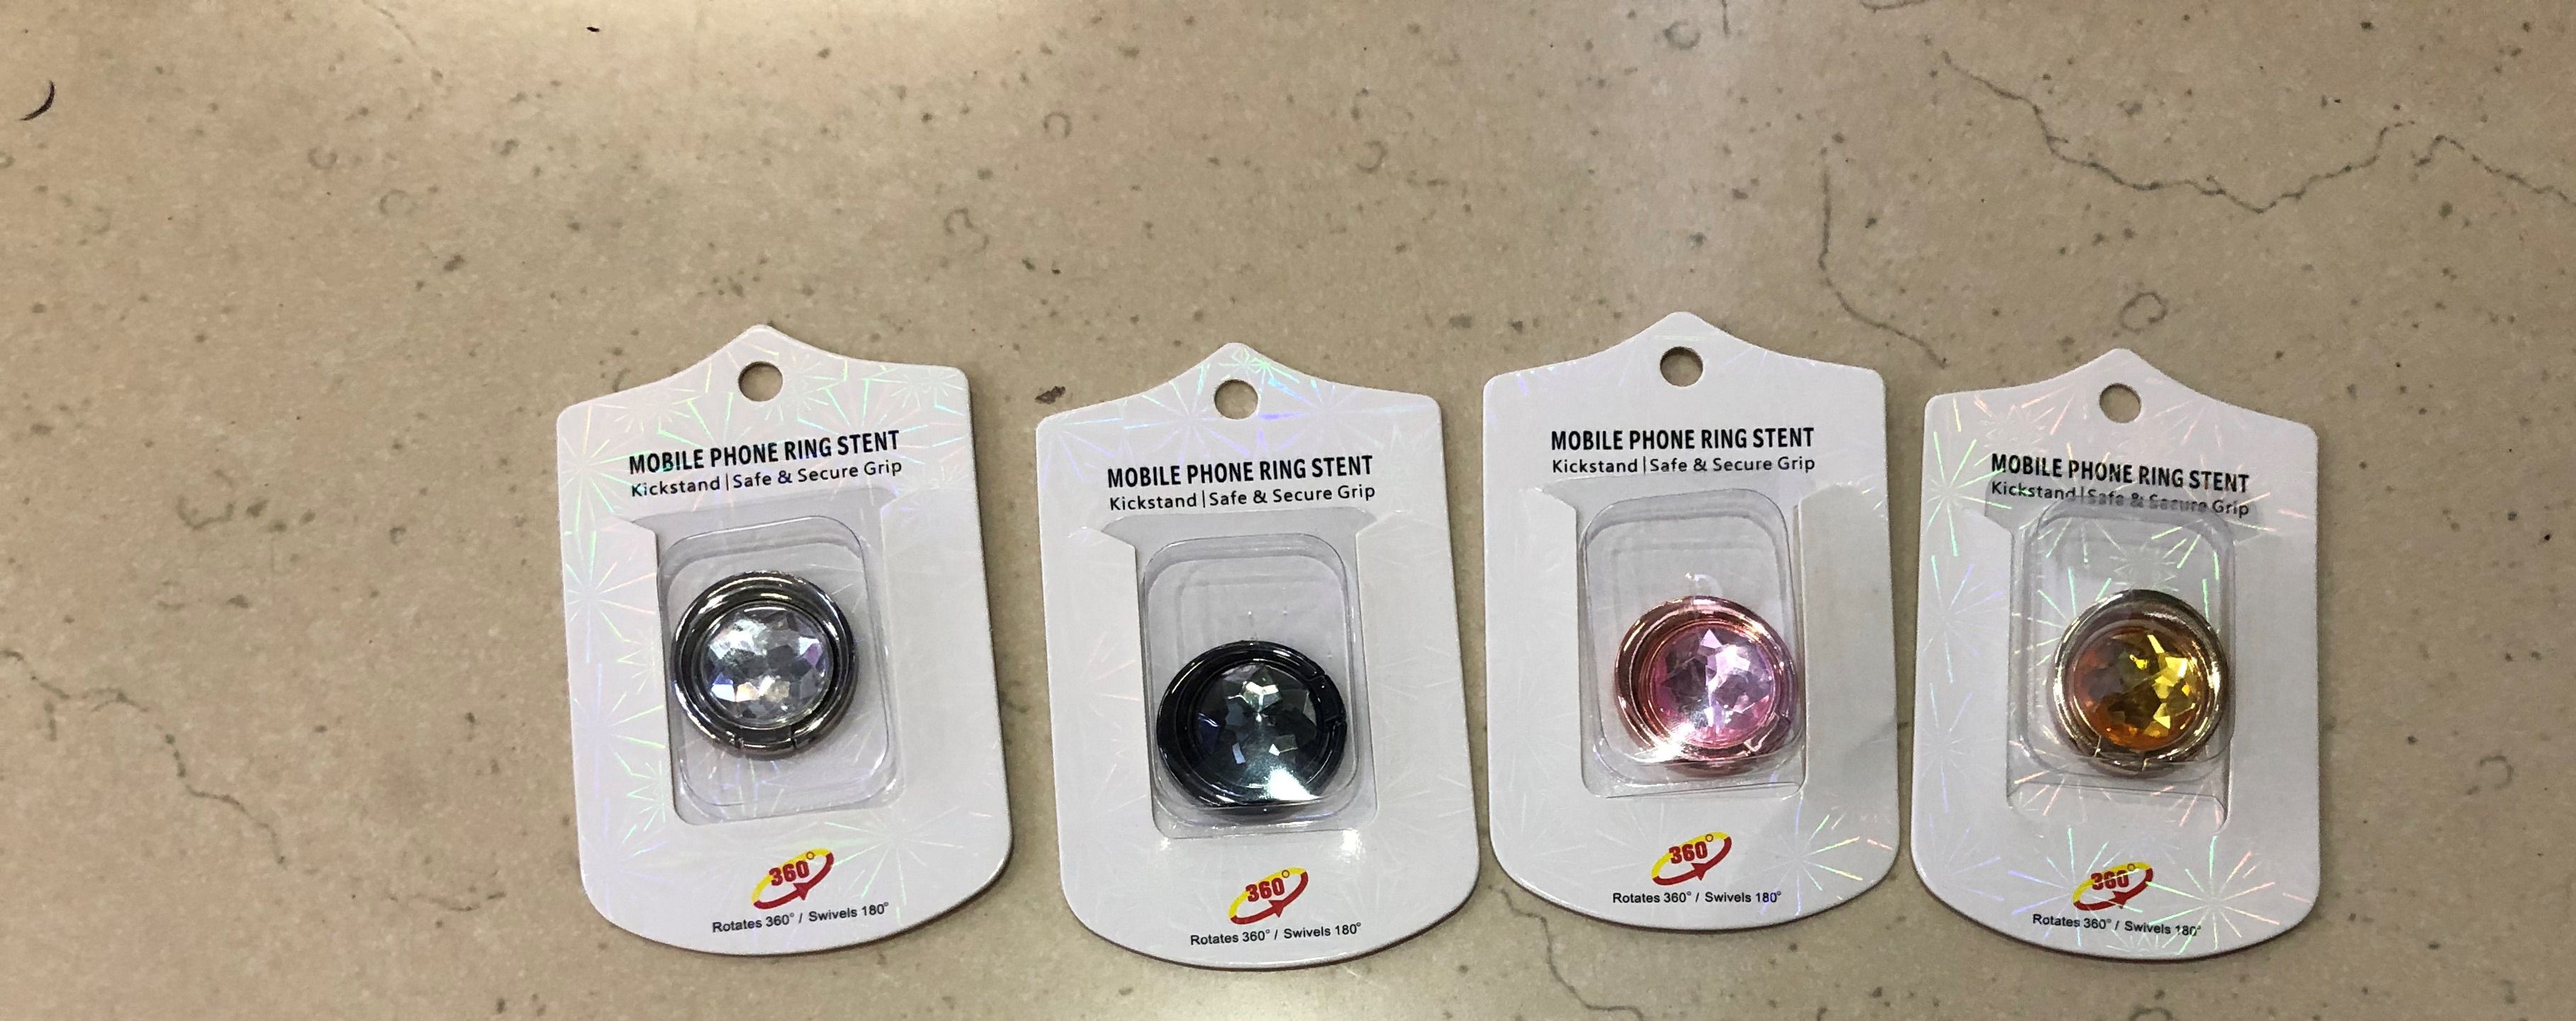 MOBILE PHONE RING STENT
Kickstand | Safe & Secure Grip
360°
Rotates 360° / Swivels 180°
MOBILE PHONE RING STENT
Kickstand | Safe & Secure Grip
360°
Rotates 360° / Swivels 180°
MOBILE PHONE RING STENT
Kickstand | Safe & Secure Grip
360°
Rotates 360° / Swivels 180°
MOBILE PHONE RING STENT
Kickstand | Safe & Secure Grip
360°
Rotates 360° / Swivels 180°